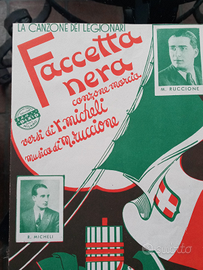 LA CANZONE DEI LEGIONARI
Faccetta
nera
canzone marcia
versi di r. micheli
musica di M. ruccione
M. RUCCIONE
R. MICHELI